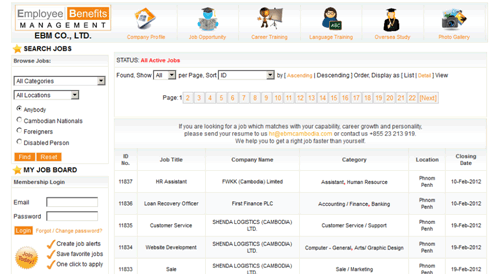 Employee Benefits
MANAGEMENT
EBM CO., LTD.
Company Profile
Job Opportunity
Career Training
Language Training
Overseas Study
Photo Gallery
SEARCH JOBS
Browse Jobs:
All Categories
All Locations
Anybody
Cambodian Nationals
Foreigners
Disabled Person
Find Reset
MY JOB BOARD
Membership Login
Email
Password
Login Forgot / Change password?
Join Today!
Create job alerts
Save favorite jobs
One click to apply
STATUS: All Active Jobs
Found, Show All per Page, Sort ID by [ Ascending | Descending ] Order, Display as [ List | Detail ] View
Page: 1 2 3 4 5 6 7 8 9 10 11 12 13 14 15 16 17 18 19 20 21 22 [Next]
If you are looking for a job which matches with your capability, career growth and personality,
please send your resume to us hr@ebmcambodia.com or contact us +855 23 213 919.
We help you to get a right job faster than yourself.
ID No. Job Title Company Name Category Location Closing Date
11837 HR Assistant FWKK (Cambodia) Limited Assistant, Human Resource Phnom Penh 10-Feb-2012
11836 Loan Recovery Officer First Finance PLC Accounting / Finance, Banking Phnom Penh 10-Feb-2012
11835 Customer Service SHENDA LOGISTICS (CAMBODIA) LTD. Customer Service / Support Phnom Penh 19-Feb-2012
11834 Website Development SHENDA LOGISTICS (CAMBODIA) LTD. Computer - General, Arts/ Graphic Design Phnom Penh 19-Feb-2012
11833 Sale SHENDA LOGISTICS (CAMBODIA) Sale / Marketing Phnom 19-Feb-2012